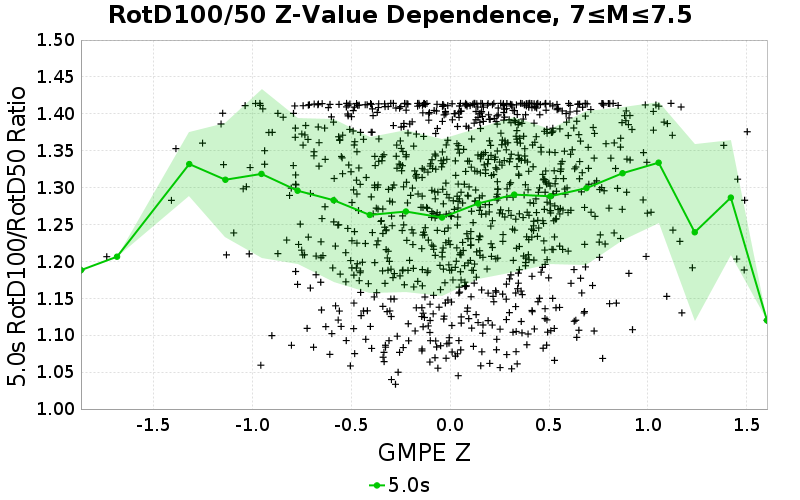 RotD100/50 Z-Value Dependence, 7≤M≤7.5
1.50
1.45
1.40
1.35
1.30
1.25
1.20
1.15
1.10
1.05
1.00
5.0s RotD100/RotD50 Ratio
-1.5 -1.0 -0.5 0.0 0.5 1.0 1.5
GMPE Z
5.0s